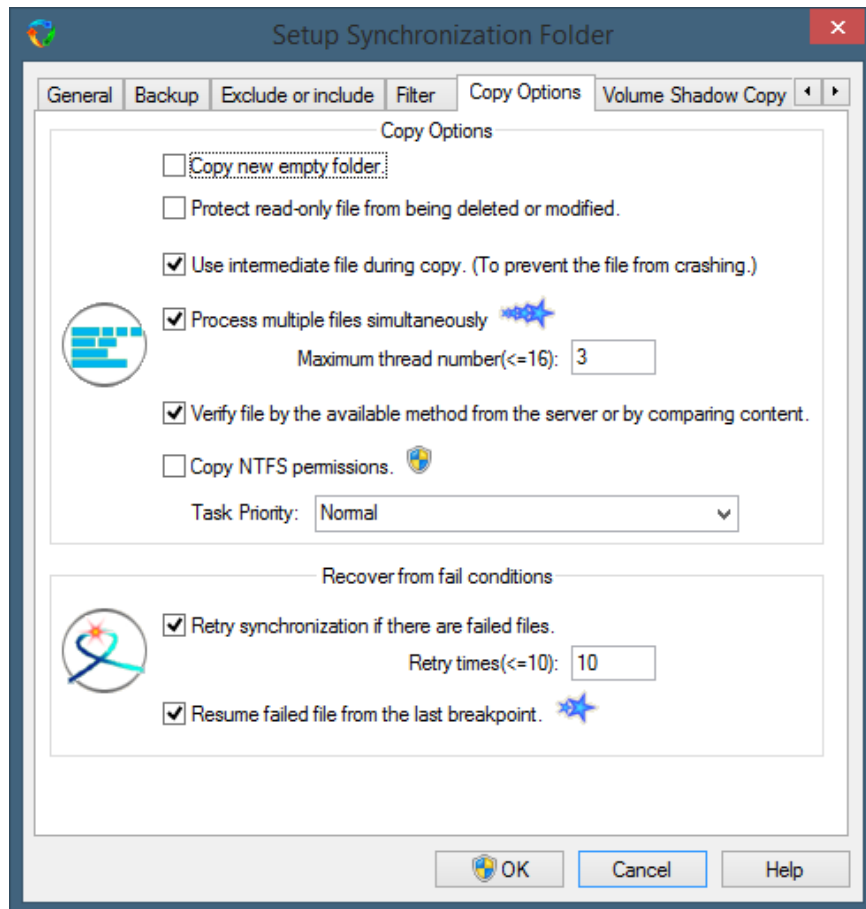 Setup Synchronization Folder
General Backup Exclude or include Filter Copy Options Volume Shadow Copy
Copy Options
Copy new empty folder.
Protect read-only file from being deleted or modified.
Use intermediate file during copy. (To prevent the file from crashing.)
Process multiple files simultaneously
Maximum thread number(<=16): 3
Verify file by the available method from the server or by comparing content.
Copy NTFS permissions.
Task Priority: Normal
Recover from fail conditions
Retry synchronization if there are failed files.
Retry times(<=10): 10
Resume failed file from the last breakpoint.
OK Cancel Help